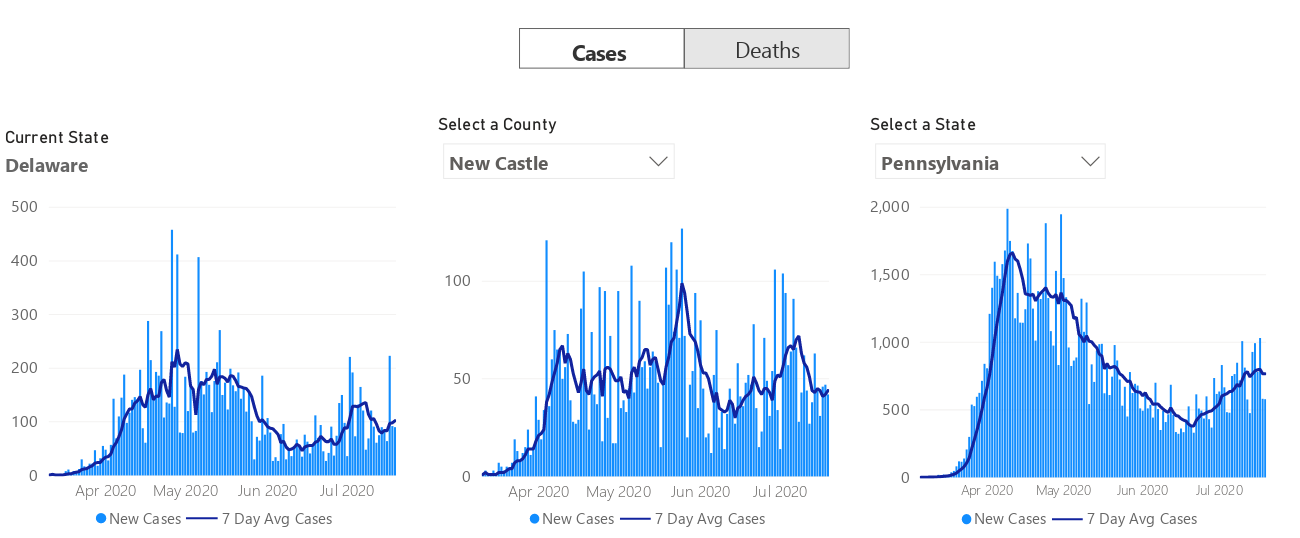 Cases
Deaths
Current State
Delaware
500
400
300
200
100
0
Apr 2020 May 2020 Jun 2020 Jul 2020
New Cases 7 Day Avg Cases
Select a County
New Castle
100
50
0
Apr 2020 May 2020 Jun 2020 Jul 2020
New Cases 7 Day Avg Cases
Select a State
Pennsylvania
2,000
1,500
1,000
500
0
Apr 2020 May 2020 Jun 2020 Jul 2020
New Cases 7 Day Avg Cases